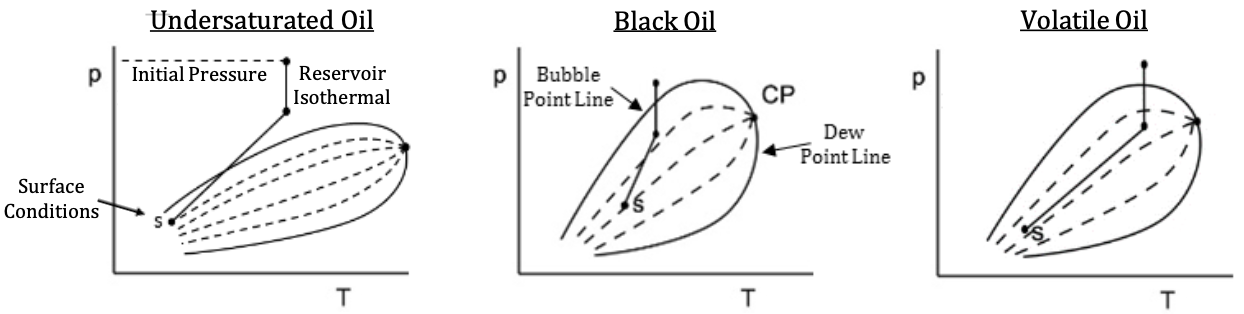 Undersaturated Oil
p
Initial Pressure
Reservoir
Isothermal
Surface
Conditions
s
T
Black Oil
p
Bubble
Point Line
CP
Dew
Point Line
S
T
Volatile Oil
p
S
T